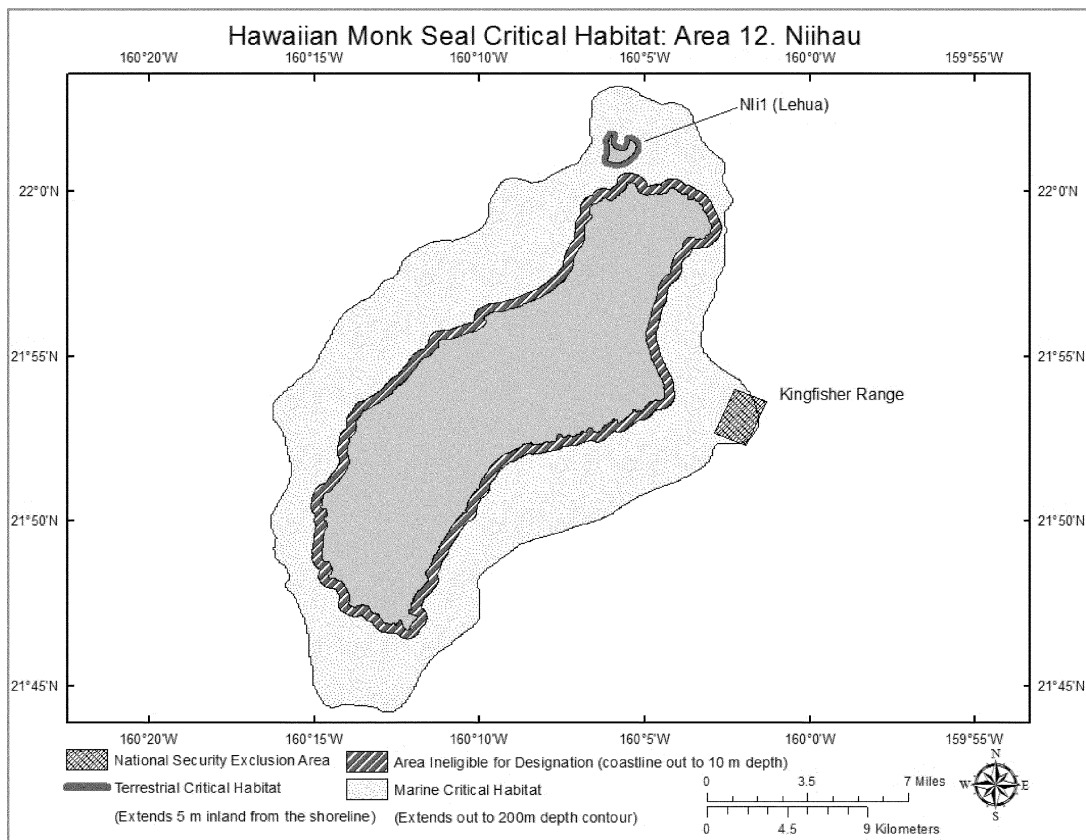 Hawaiian Monk Seal Critical Habitat: Area 12. Niihau
160°20'W 160°15'W 160°10'W 160°5'W 160°0'W 159°55'W
NIi1 (Lehua)
22°0'N 22°0'N
21°55'N 21°55'N
Kingfisher Range
21°50'N 21°50'N
21°45'N 21°45'N
160°20'W 160°15'W 160°10'W 160°5'W 160°0'W 159°55'W
National Security Exclusion Area
Area Ineligible for Designation (coastline out to 10 m depth)
Terrestrial Critical Habitat
Marine Critical Habitat
(Extends 5 m inland from the shoreline)
(Extends out to 200m depth contour)
0 3.5 7 Miles
0 4.5 9 Kilometers
N
W E
S